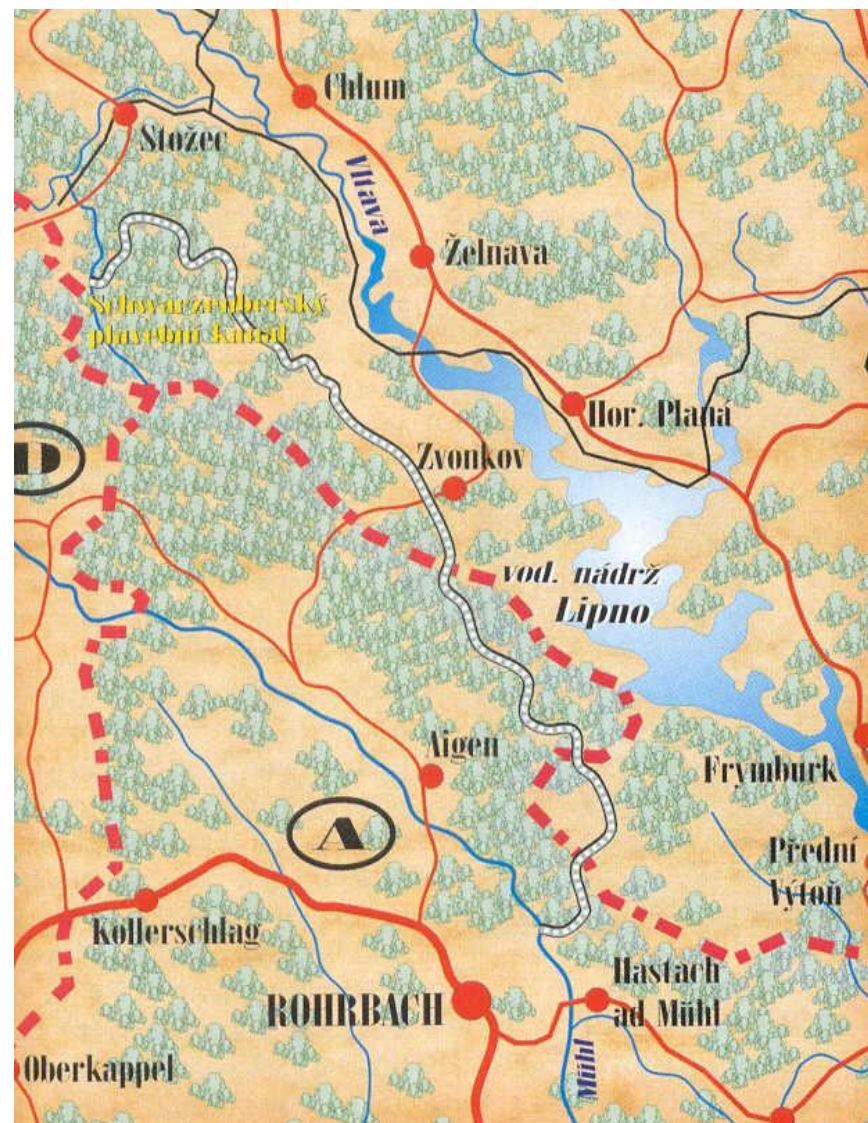 Chlum
Stožec
Vltava
Želnava
Schwarzenberský
plavební kanál
Hor. Planá
D
Zvonkov
vod. nádrž
Lipno
Aigen
Frymburk
A
Přední
Výtoň
Kollerschlag
Hastach
ad Mühl
ROHRBACH
Mühl
Oberkappel